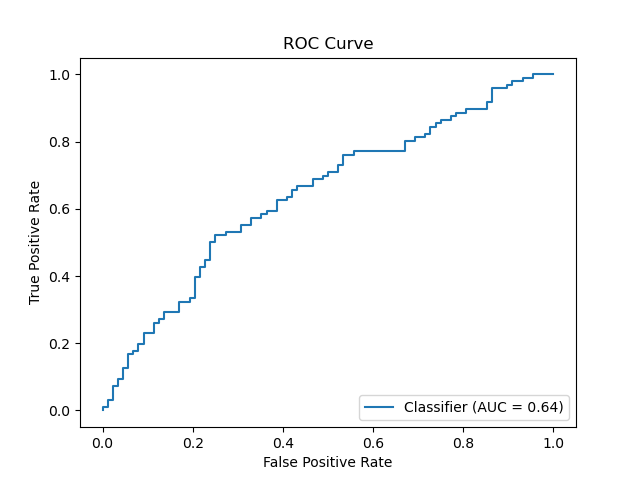 ROC Curve
True Positive Rate
1.0
0.8
0.6
0.4
0.2
0.0
Classifier (AUC = 0.64)
0.0 0.2 0.4 0.6 0.8 1.0
False Positive Rate